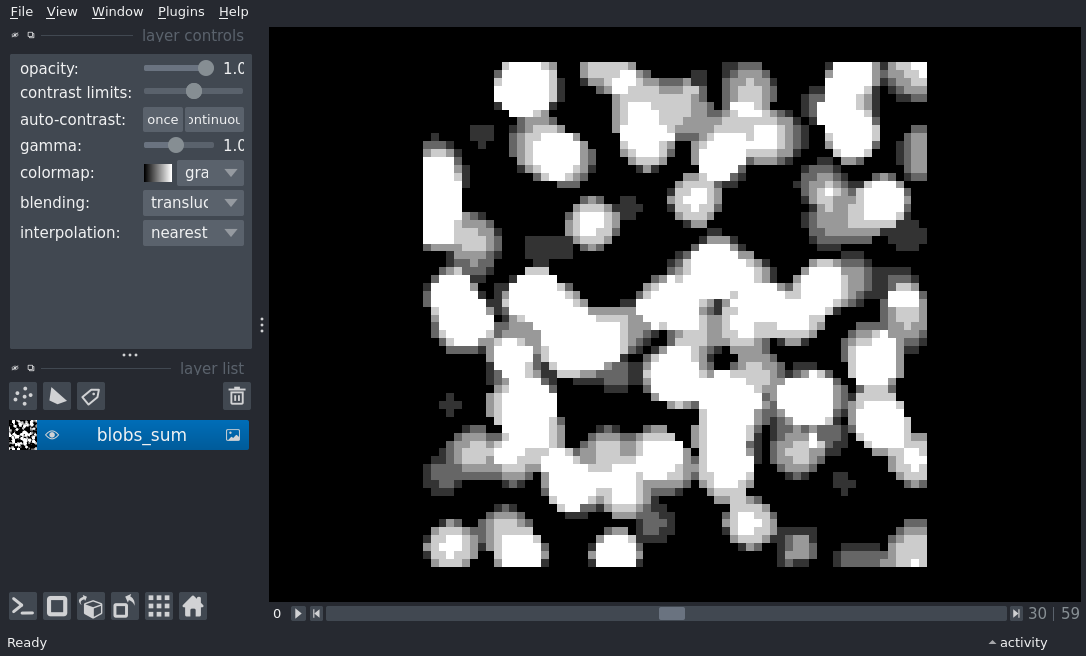 File View Window Plugins Help
layer controls
opacity: 1.0
contrast limits:
auto-contrast: once ontinuou
gamma: 1.0
colormap: gra
blending: transluc
interpolation: nearest
layer list
blobs_sum
0 30 | 59
Ready activity